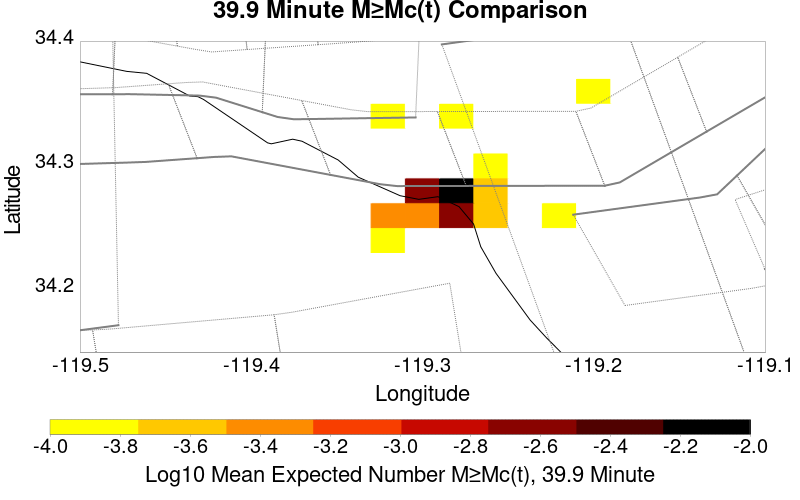 39.9 Minute M≥Mc(t) Comparison
34.4
34.3
34.2
Latitude
-119.5 -119.4 -119.3 -119.2 -119.1
Longitude
-4.0 -3.8 -3.6 -3.4 -3.2 -3.0 -2.8 -2.6 -2.4 -2.2 -2.0
Log10 Mean Expected Number M≥Mc(t), 39.9 Minute